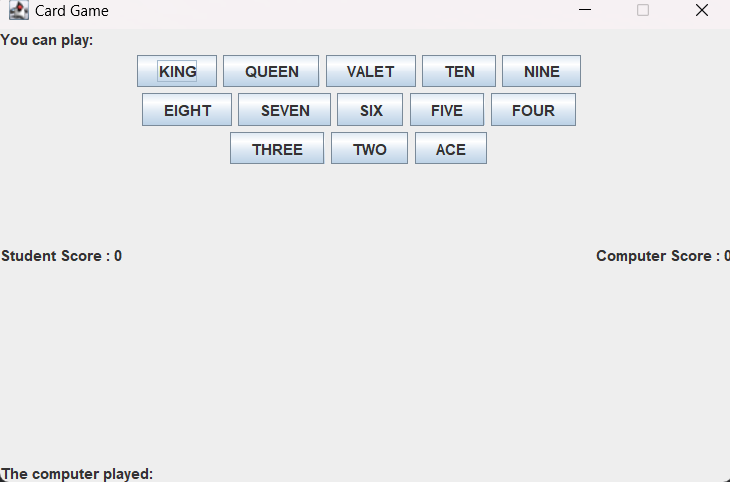 Card Game
You can play:
KING QUEEN VALET TEN NINE
EIGHT SEVEN SIX FIVE FOUR
THREE TWO ACE
Student Score : 0 Computer Score : 0
The computer played: